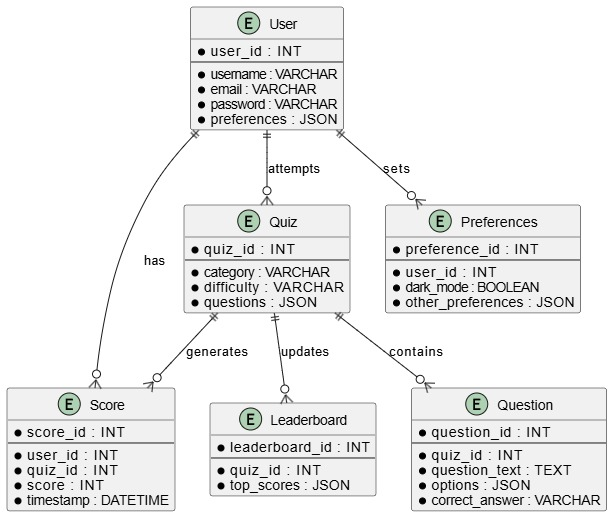 E User
user_id : INT
username : VARCHAR
email : VARCHAR
password : VARCHAR
preferences : JSON
attempts
sets
has
E Quiz
quiz_id : INT
category : VARCHAR
difficulty : VARCHAR
questions : JSON
E Preferences
preference_id : INT
user_id : INT
dark_mode : BOOLEAN
other_preferences : JSON
generates
updates
contains
E Score
score_id : INT
user_id : INT
quiz_id : INT
score : INT
timestamp : DATETIME
E Leaderboard
leaderboard_id : INT
quiz_id : INT
top_scores : JSON
E Question
question_id : INT
quiz_id : INT
question_text : TEXT
options : JSON
correct_answer : VARCHAR